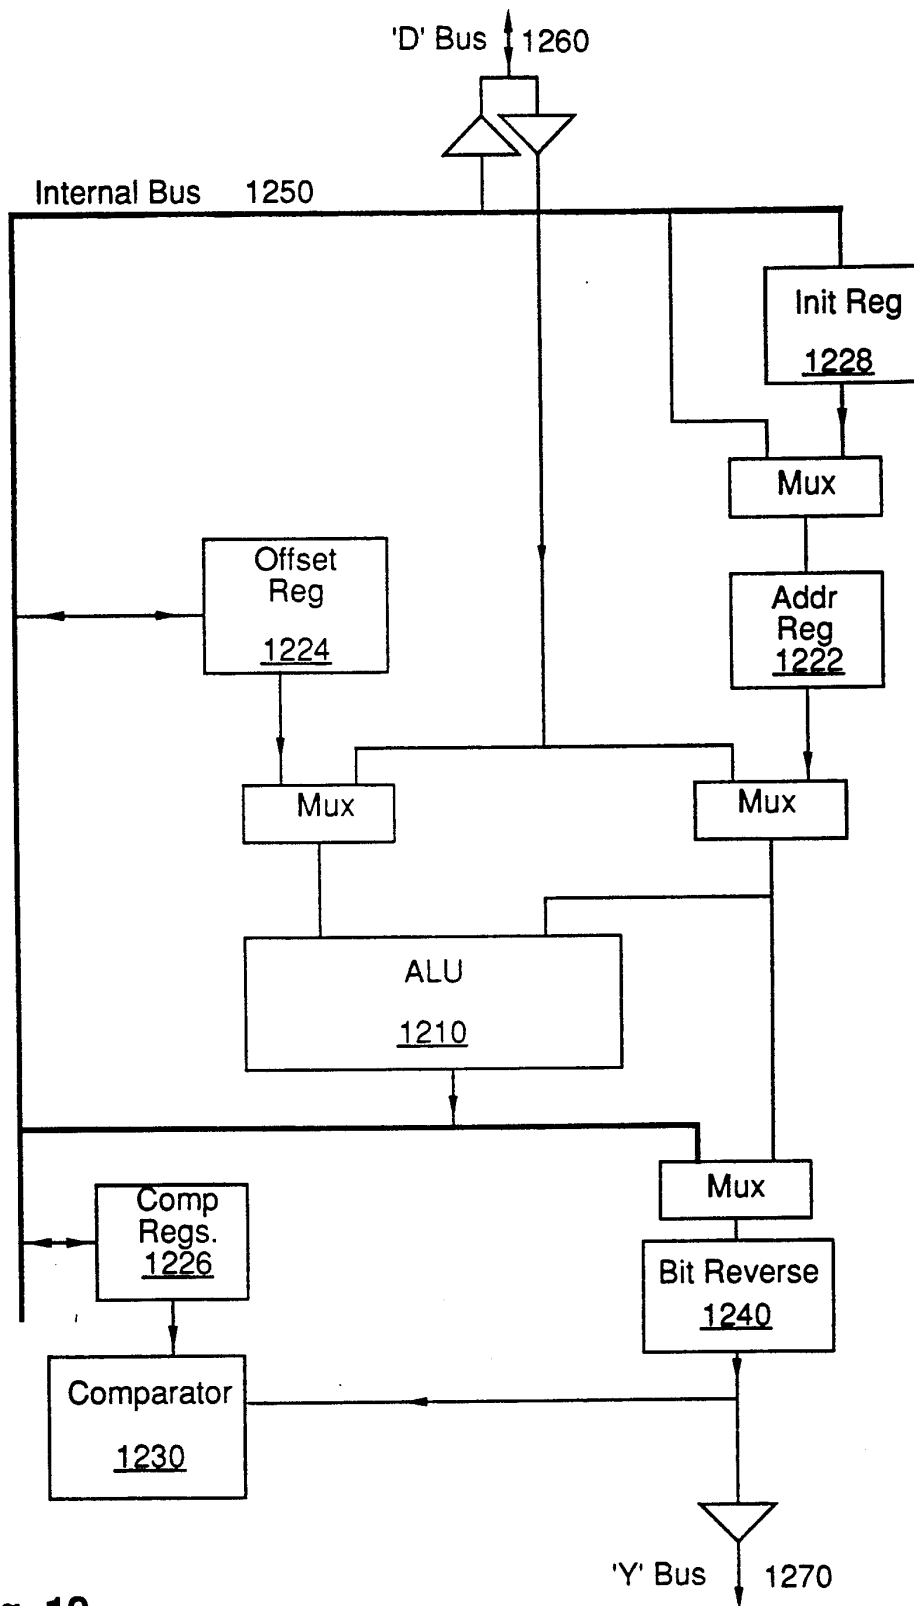 'D' Bus 1260
Internal Bus 1250
Init Reg
1228
Mux
Offset
Reg
1224
Addr
Reg
1222
Mux
Mux
ALU
1210
Mux
Comp
Regs.
1226
Bit Reverse
1240
Comparator
1230
'Y' Bus 1270